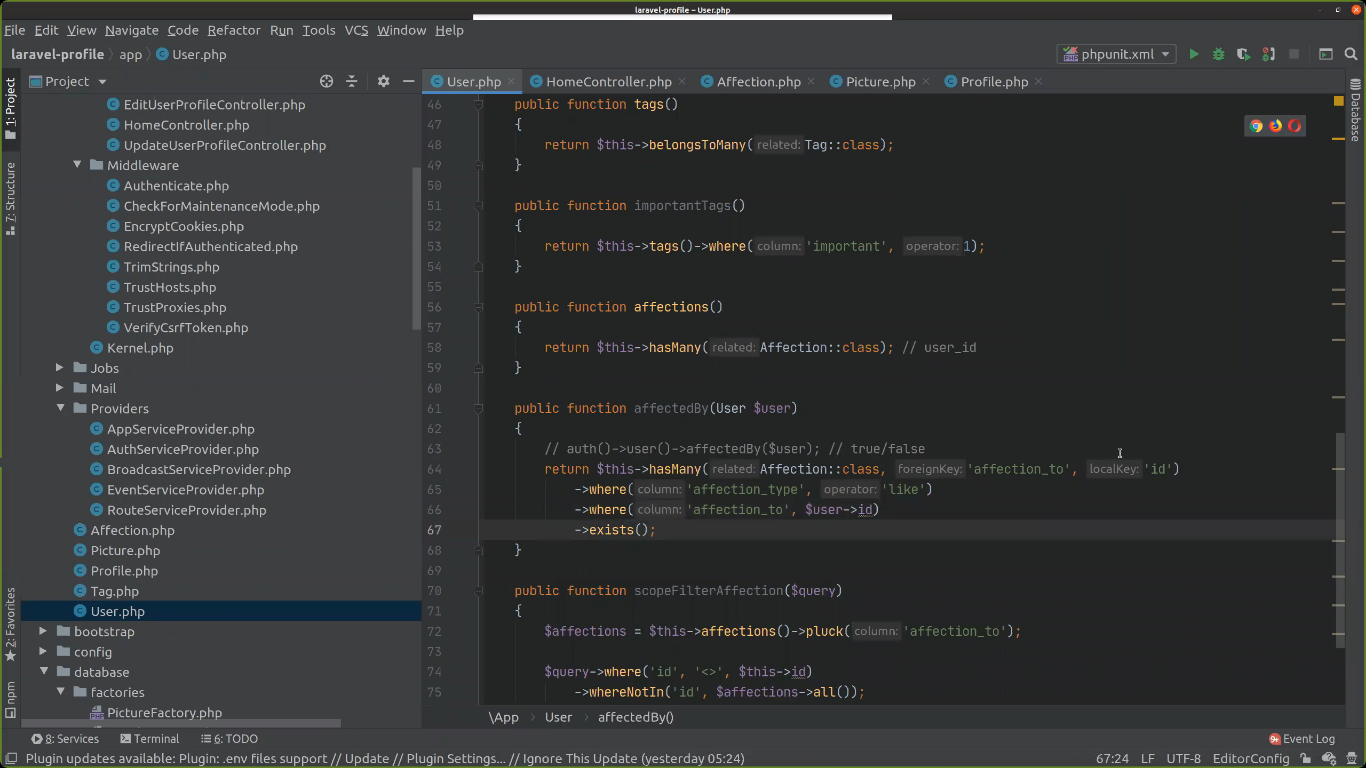 laravel-profile – User.php
File Edit View Navigate Code Refactor Run Tools VCS Window Help
laravel-profile app User.php phpunit.xml
1: Project
7: Structure
2: Favorites
npm
Project
EditUserProfileController.php
HomeController.php
UpdateUserProfileController.php
Middleware
Authenticate.php
CheckForMaintenanceMode.php
EncryptCookies.php
RedirectIfAuthenticated.php
TrimStrings.php
TrustHosts.php
TrustProxies.php
VerifyCsrfToken.php
Kernel.php
Jobs
Mail
Providers
AppServiceProvider.php
AuthServiceProvider.php
BroadcastServiceProvider.php
EventServiceProvider.php
RouteServiceProvider.php
Affection.php
Picture.php
Profile.php
Tag.php
User.php
bootstrap
config
database
factories
PictureFactory.php
User.php HomeController.php Affection.php Picture.php Profile.php
46 public function tags()
47 {
48 return $this->belongsToMany( related: Tag::class);
49 }
50
51 public function importantTags()
52 {
53 return $this->tags()->where( column: 'important', operator: 1);
54 }
55
56 public function affections()
57 {
58 return $this->hasMany( related: Affection::class); // user_id
59 }
60
61 public function affectedBy(User $user)
62 {
63 // auth()->user()->affectedBy($user); // true/false
64 return $this->hasMany( related: Affection::class, foreignKey: 'affection_to', localKey: 'id')
65 ->where( column: 'affection_type', operator: 'like')
66 ->where( column: 'affection_to', $user->id)
67 ->exists();
68 }
69
70 public function scopeFilterAffection($query)
71 {
72 $affections = $this->affections()->pluck( column: 'affection_to');
73
74 $query->where('id', '<>', $this->id)
75 ->whereNotIn('id', $affections->all());
Database
\App User affectedBy()
8: Services Terminal 6: TODO 9+ Event Log
Plugin updates available: Plugin: .env files support // Update // Plugin Settings... // Ignore This Update (yesterday 05:24) 67:24 LF UTF-8 EditorConfig